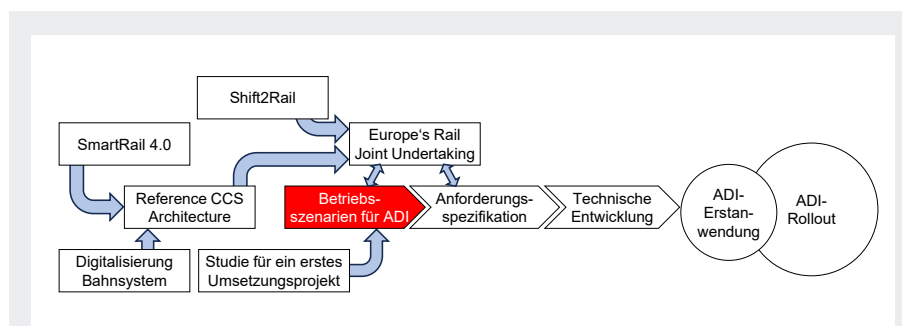 Shift2Rail
SmartRail 4.0
Europe's Rail
Joint Undertaking
Reference CCS
Architecture
Betriebs-
szenarien für ADI
Anforderungs-
spezifikation
Technische
Entwicklung
ADI-
Erstan-
wendung
ADI-
Rollout
Digitalisierung
Bahnsystem
Studie für ein erstes
Umsetzungsprojekt